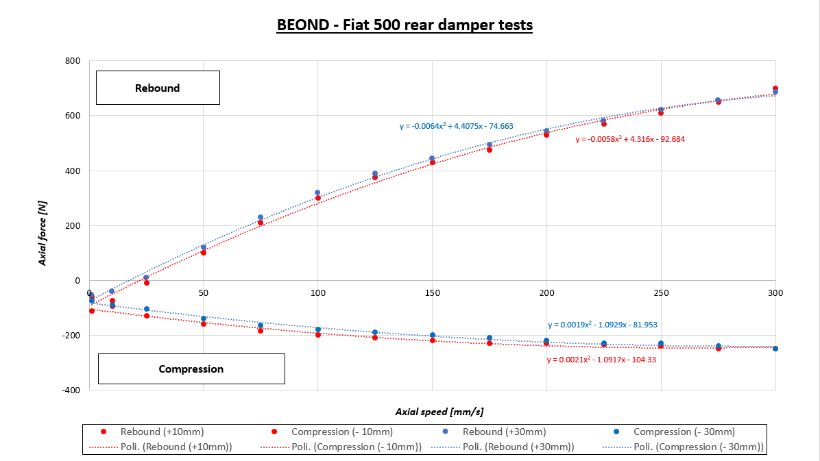 BEOND - Fiat 500 rear damper tests
800
Rebound
600
y = -0.0064x² + 4.4075x - 74.663
y = -0.0058x² + 4.316x - 92.684
400
Axial force [N]
200
0
0 50 100 150 200 250 300
y = 0.0019x² - 1.0929x - 81.953
-200
y = 0.0021x² - 1.0917x - 104.33
Compression
-400
Axial speed [mm/s]
Rebound (+10mm) Compression (- 10mm) Rebound (+30mm) Compression (- 30mm)
Poli. (Rebound (+10mm)) Poli. (Compression (- 10mm)) Poli. (Rebound (+30mm)) Poli. (Compression (- 30mm))